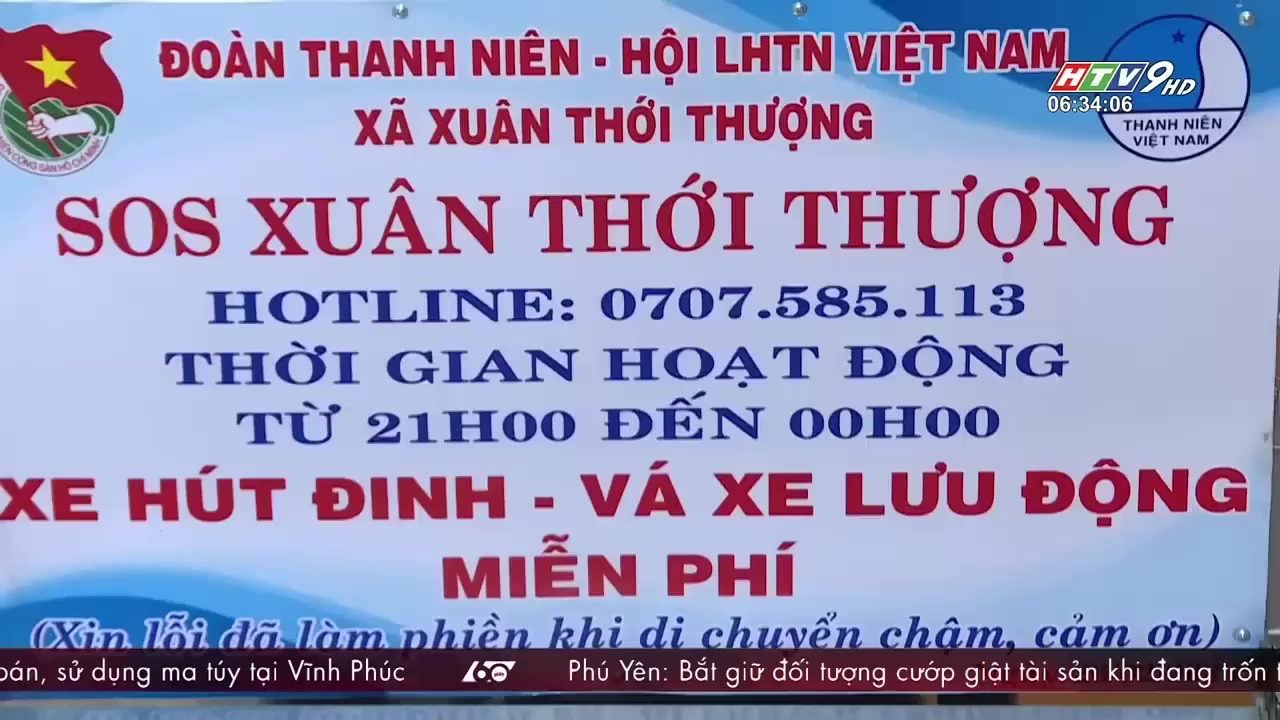 ĐOÀN THANH NIÊN - HỘI LHTN VIỆT NAM
XÃ XUÂN THỚI THƯỢNG
HTV9 HD
06:34:06
THANH NIÊN
VIỆT NAM
SOS XUÂN THỚI THƯỢNG
HOTLINE: 0707.585.113
THỜI GIAN HOẠT ĐỘNG
TỪ 21H00 ĐẾN 00H00
XE HÚT ĐINH - VÁ XE LƯU ĐỘNG
MIỄN PHÍ
(Xin lỗi đã làm phiền khi di chuyển chậm, cảm ơn)
sử dụng ma túy tại Vĩnh Phúc
60
Phú Yên: Bắt giữ đối tượng cướp giật tài sản khi đang trốn